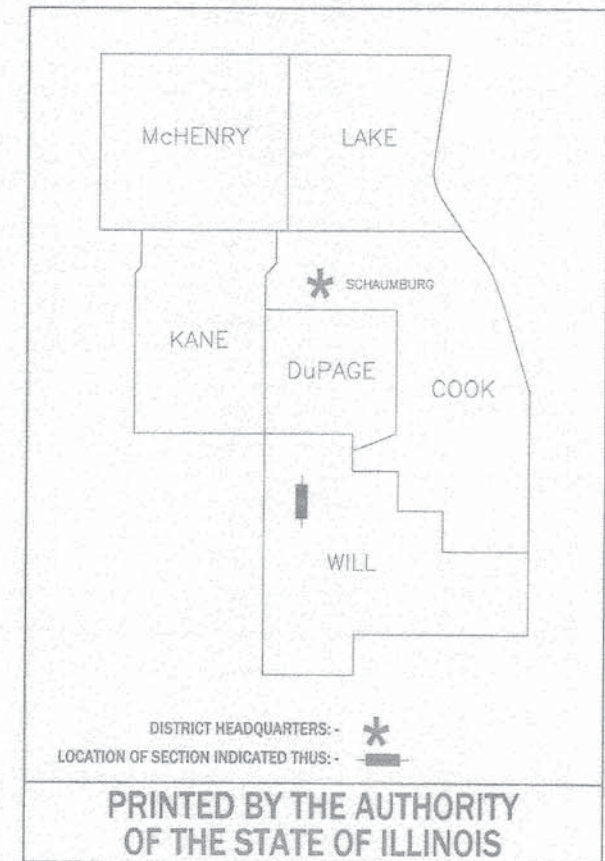 McHENRY
LAKE
SCHAUMBURG
KANE
DuPAGE
COOK
WILL
DISTRICT HEADQUARTERS: -
LOCATION OF SECTION INDICATED THUS: -
PRINTED BY THE AUTHORITY
OF THE STATE OF ILLINOIS